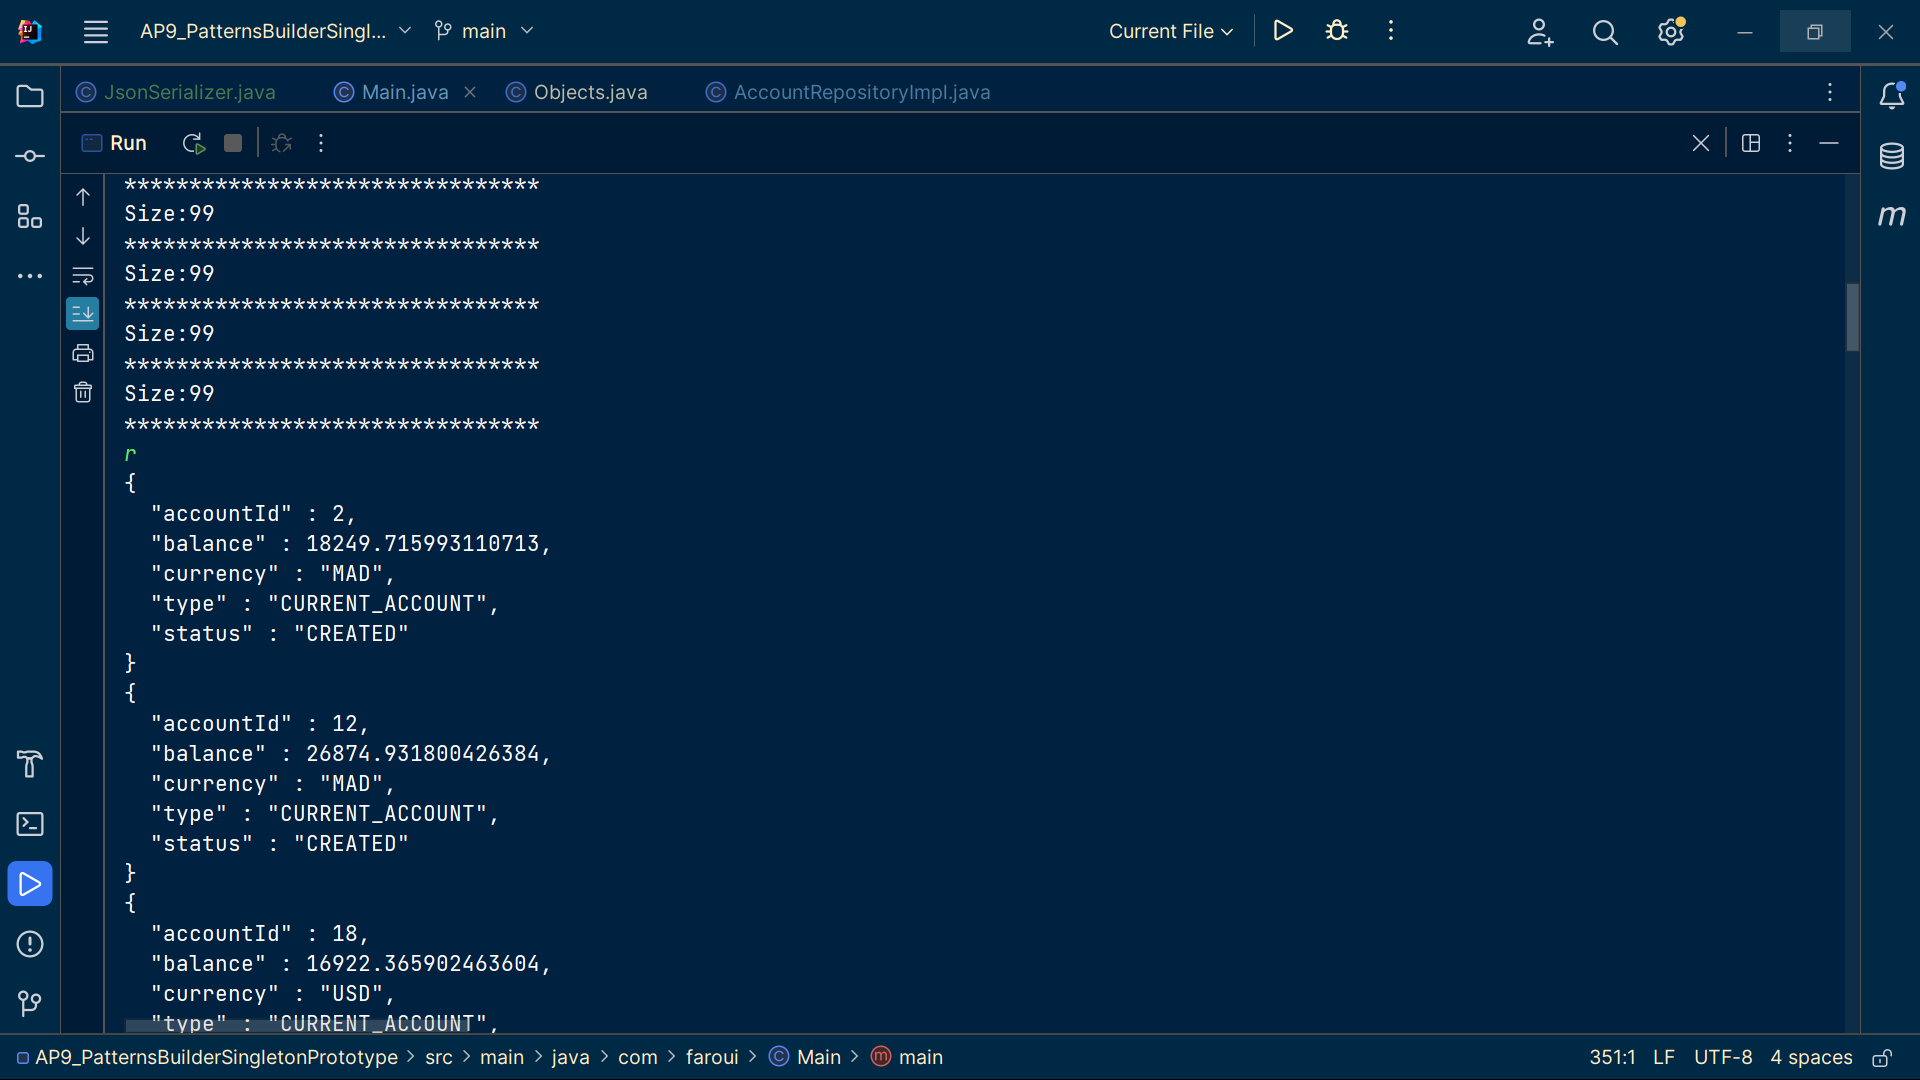 AP9_PatternsBuilderSingl... main Current File
JsonSerializer.java Main.java Objects.java AccountRepositoryImpl.java
Run
********************************
Size:99
********************************
Size:99
********************************
Size:99
********************************
Size:99
********************************
r
{
"accountId" : 2,
"balance" : 18249.715993110713,
"currency" : "MAD",
"type" : "CURRENT_ACCOUNT",
"status" : "CREATED"
}
{
"accountId" : 12,
"balance" : 26874.931800426384,
"currency" : "MAD",
"type" : "CURRENT_ACCOUNT",
"status" : "CREATED"
}
{
"accountId" : 18,
"balance" : 16922.365902463604,
"currency" : "USD",
"type" : "CURRENT_ACCOUNT",
AP9_PatternsBuilderSingletonPrototype > src > main > java > com > faroui > Main > main 351:1 LF UTF-8 4 spaces